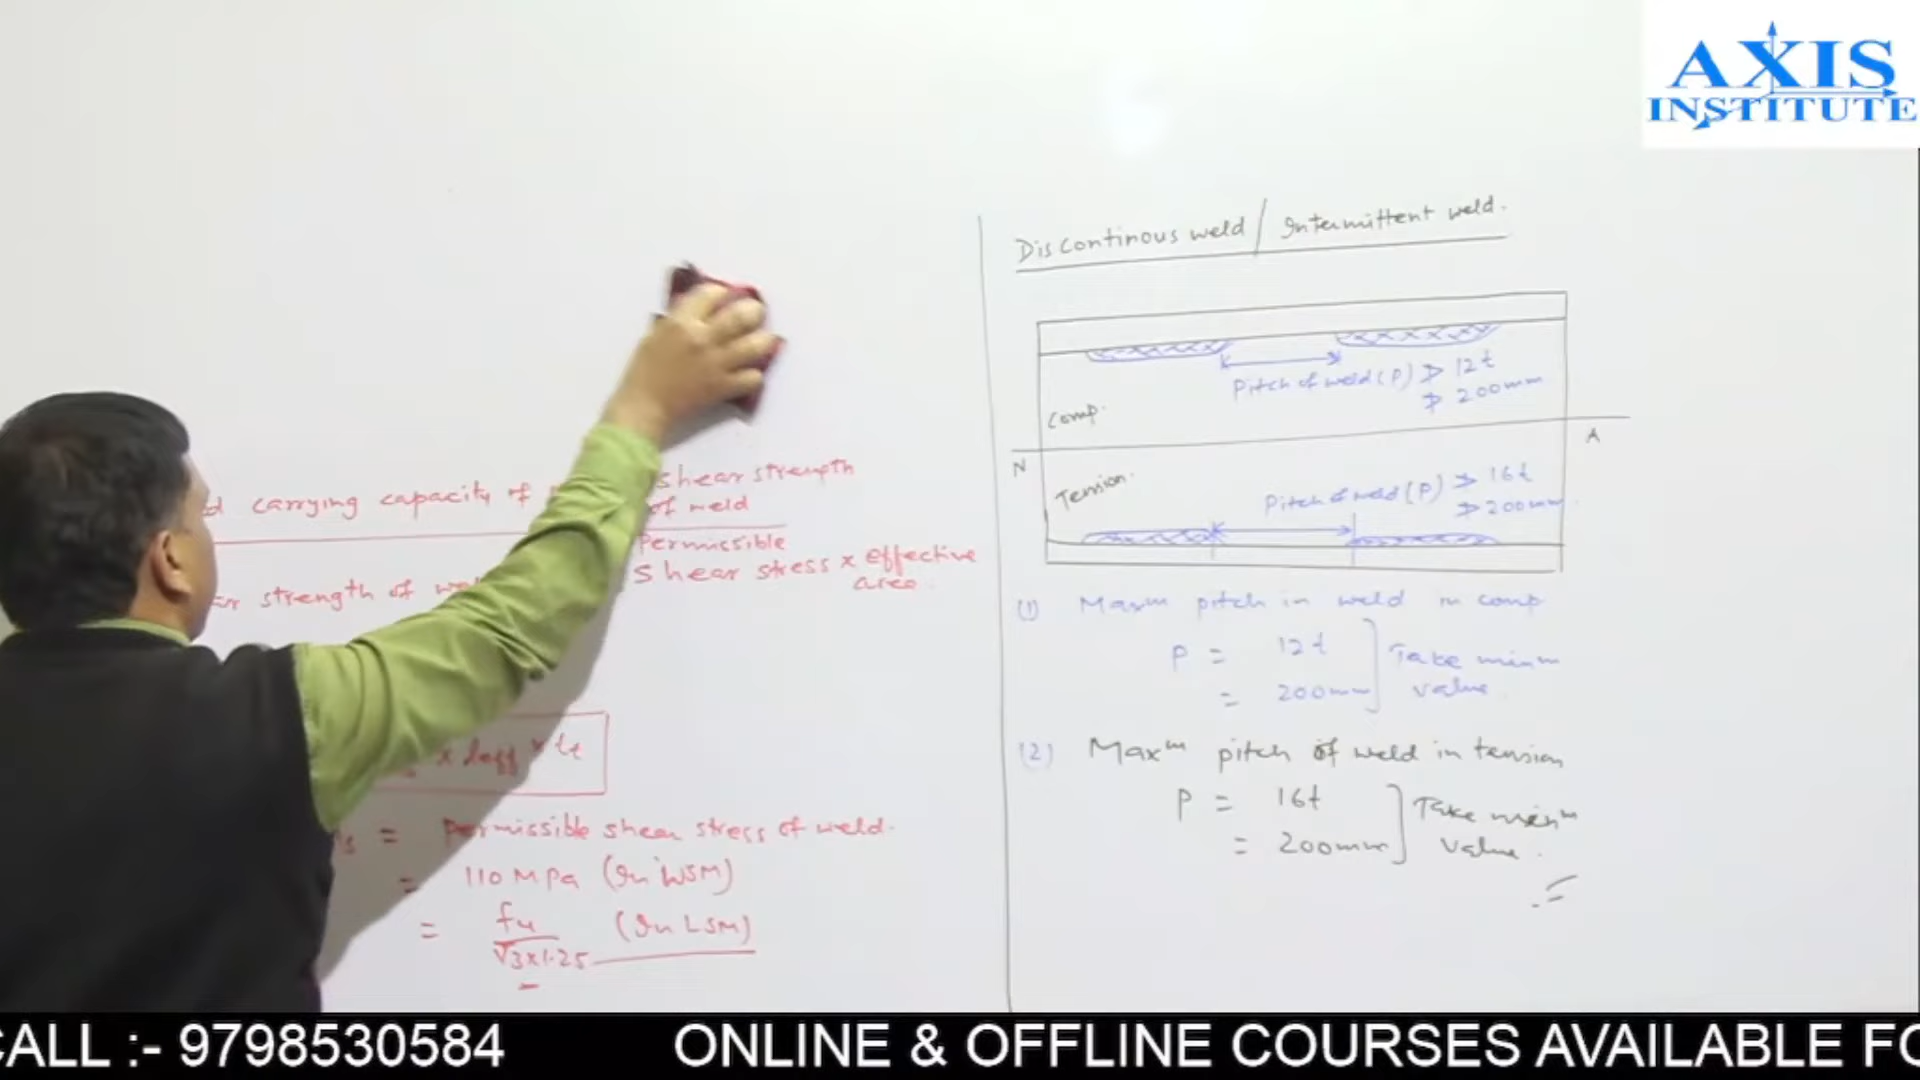 AXIS
INSTITUTE
carrying capacity of
shear strength
of weld
Permissible
strength of
shear stress x effective
area.
x leff x tt
= Permissible shear stress of weld.
= 110 MPa (In WSM)
= fu (In LSM)
√3x1.25
Discontinous weld / Intermittent weld.
Pitch of weld (P) ≯ 12t
≯ 200mm
Comp.
N A
Tension.
Pitch of weld (P) ≯ 16t
≯ 200mm
(1) Maxm pitch in weld in comp
P = 12t ] Take minm
= 200mm ] value
(2) Maxm pitch of weld in tension
P = 16t ] Take minm
= 200mm ] value.
CALL :- 9798530584 ONLINE & OFFLINE COURSES AVAILABLE FO